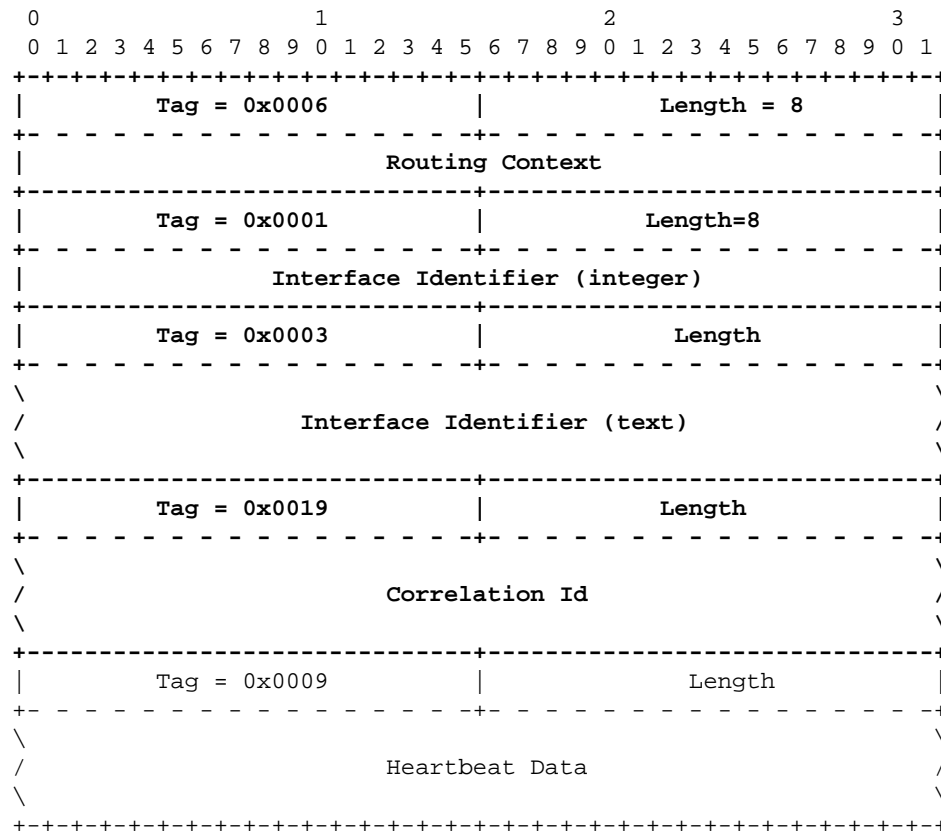 0                   1                   2                   3
0 1 2 3 4 5 6 7 8 9 0 1 2 3 4 5 6 7 8 9 0 1 2 3 4 5 6 7 8 9 0 1
+-+-+-+-+-+-+-+-+-+-+-+-+-+-+-+-+-+-+-+-+-+-+-+-+-+-+-+-+-+-+-+-+
|         Tag = 0x0006          |            Length = 8         |
+- - - - - - - - - - - - - - - -+- - - - - - - - - - - - - - - -+
|                         Routing Context                       |
+-------------------------------+-------------------------------+
|         Tag = 0x0001          |           Length=8            |
+- - - - - - - - - - - - - - - -+- - - - - - - - - - - - - - - -+
|                 Interface Identifier (integer)                |
+-------------------------------+-------------------------------+
|         Tag = 0x0003          |             Length            |
+- - - - - - - - - - - - - - - -+- - - - - - - - - - - - - - - -+
\                                                               \
/                   Interface Identifier (text)                 /
\                                                               \
+-------------------------------+-------------------------------+
|         Tag = 0x0019          |            Length             |
+- - - - - - - - - - - - - - - -+- - - - - - - - - - - - - - - -+
\                                                               \
/                         Correlation Id                        /
\                                                               \
+-------------------------------+-------------------------------+
|         Tag = 0x0009          |              Length           |
+- - - - - - - - - - - - - - - -+- - - - - - - - - - - - - - - -+
\                                                               \
/                         Heartbeat Data                        /
\                                                               \
+-+-+-+-+-+-+-+-+-+-+-+-+-+-+-+-+-+-+-+-+-+-+-+-+-+-+-+-+-+-+-+-+